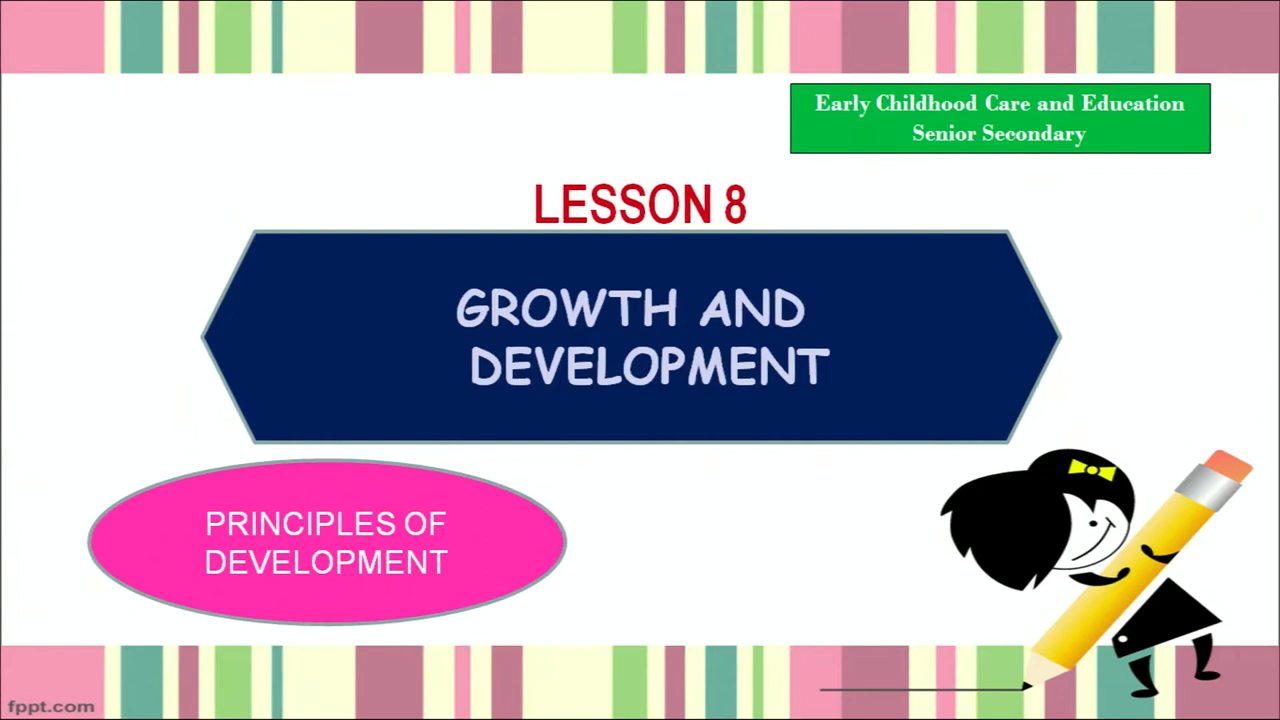 Early Childhood Care and Education
Senior Secondary
LESSON 8
GROWTH AND
DEVELOPMENT
PRINCIPLES OF
DEVELOPMENT
fppt.com